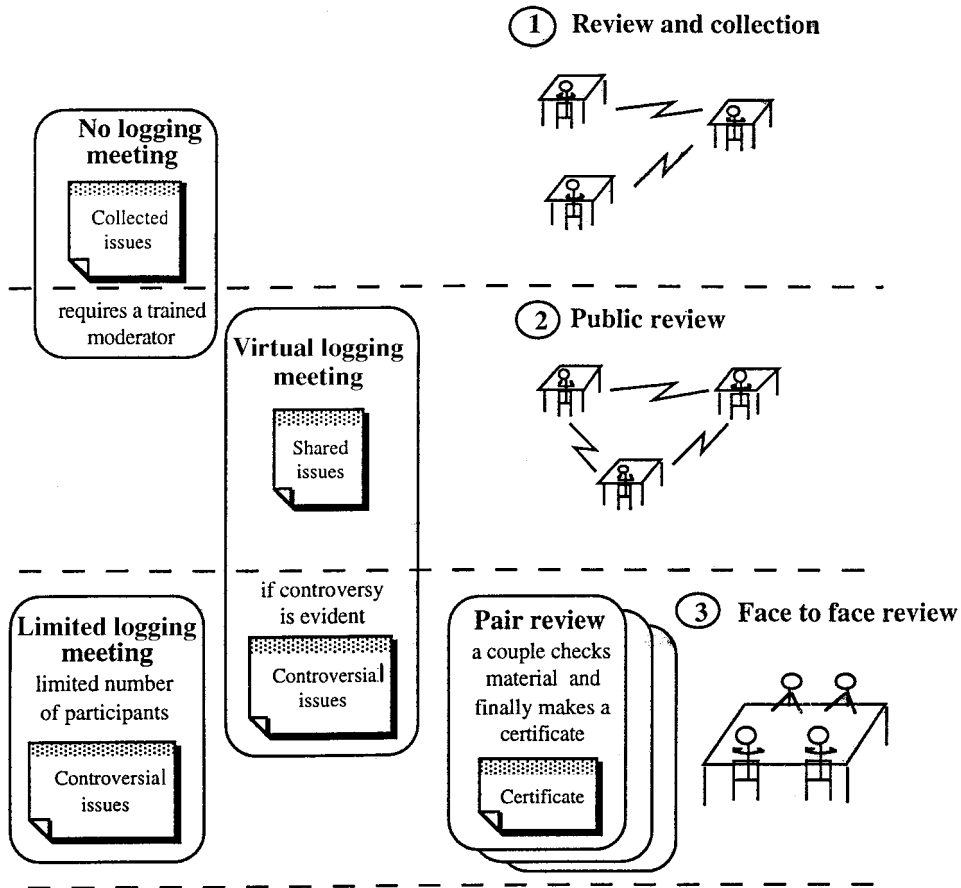 1 Review and collection
No logging
meeting
Collected
issues
requires a trained
moderator
2 Public review
Virtual logging
meeting
Shared
issues
if controversy
is evident
Controversial
issues
Limited logging
meeting
limited number
of participants
Controversial
issues
Pair review
a couple checks
material and
finally makes a
certificate
Certificate
3 Face to face review